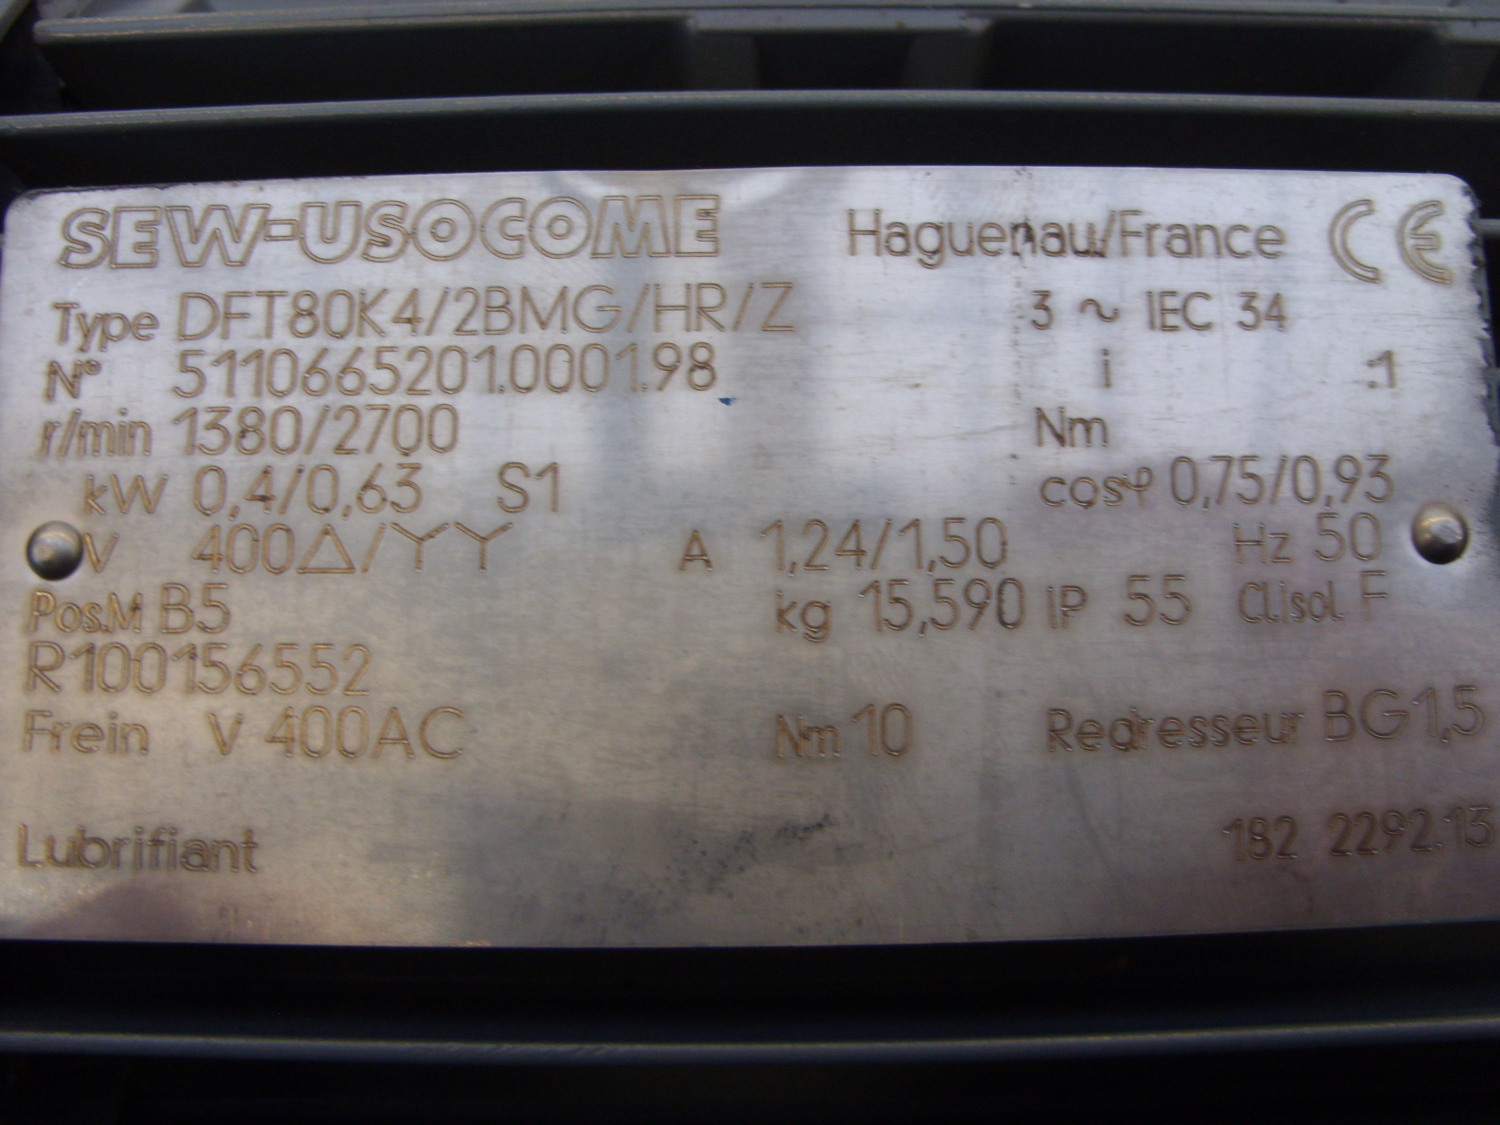 SEW-USOCOME Haguenau/France CE
Type DFT80K4/2BMG/HR/Z 3 ~ IEC 34
N° 5110665201.0001.98 i :1
r/min 1380/2700 Nm
kW 0,4/0,63 S1 cosφ 0,75/0,93
V 400△/YY A 1,24/1,50 Hz 50
Pos.M B5 kg 15,590 IP 55 Cl.isol F
R100156552
Frein V 400AC Nm 10 Redresseur BG1,5
Lubrifiant 182 2292.13